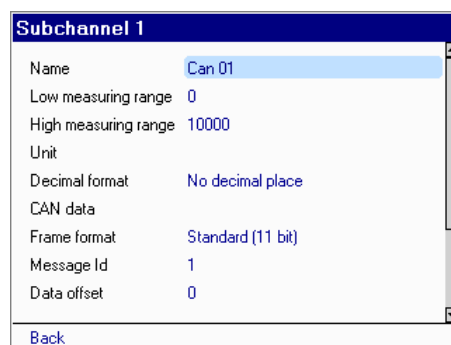 Subchannel 1
Name Can 01
Low measuring range 0
High measuring range 10000
Unit
Decimal format No decimal place
CAN data
Frame format Standard (11 bit)
Message Id 1
Data offset 0
Back